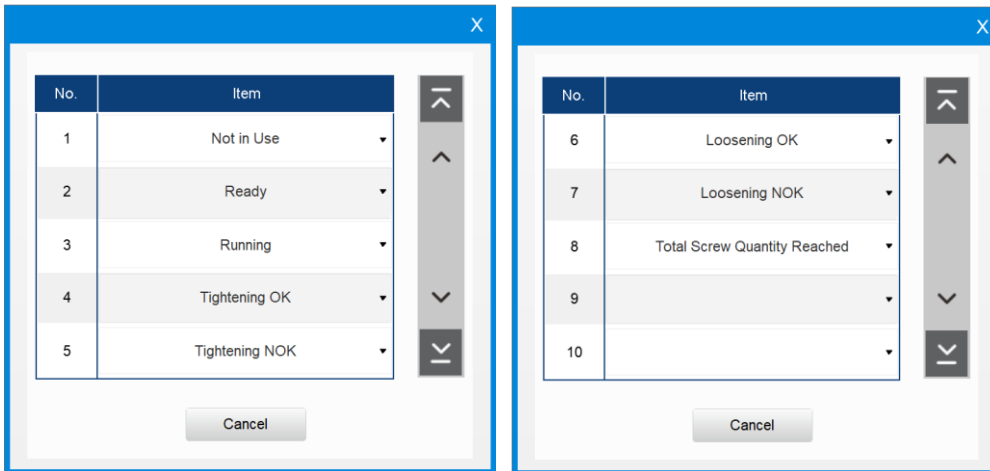 X
No. Item
1 Not in Use
2 Ready
3 Running
4 Tightening OK
5 Tightening NOK
Cancel
X
No. Item
6 Loosening OK
7 Loosening NOK
8 Total Screw Quantity Reached
9
10
Cancel